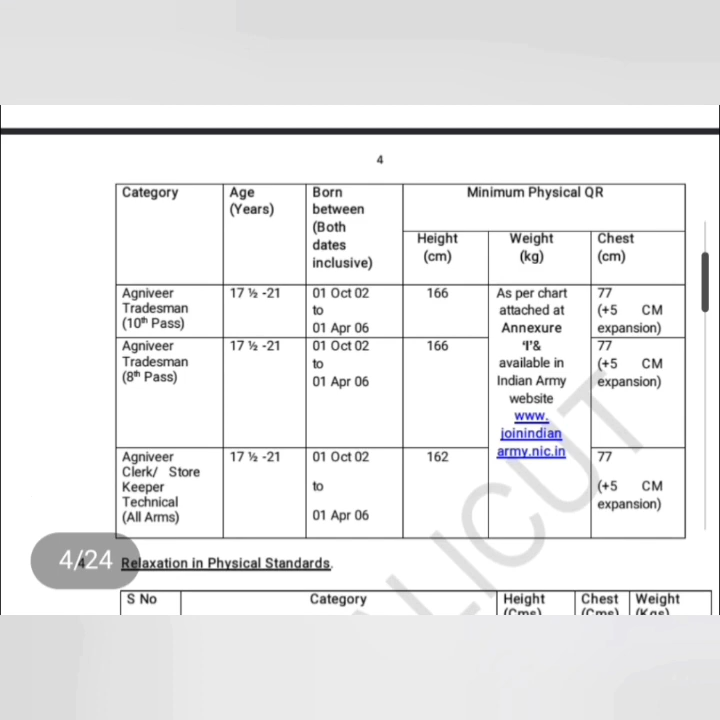 4
Category Age (Years) Born between (Both dates inclusive) Minimum Physical QR
Height (cm) Weight (kg) Chest (cm)
Agniveer Tradesman (10th Pass) 17 ½ -21 01 Oct 02 to 01 Apr 06 166 As per chart attached at Annexure 'I'& available in Indian Army website www.joinindianarmy.nic.in 77 (+5 CM expansion)
Agniveer Tradesman (8th Pass) 17 ½ -21 01 Oct 02 to 01 Apr 06 166 77 (+5 CM expansion)
Agniveer Clerk/ Store Keeper Technical (All Arms) 17 ½ -21 01 Oct 02 to 01 Apr 06 162 77 (+5 CM expansion)
4/24 Relaxation in Physical Standards.
S No Category Height (Cms) Chest (Cms) Weight (Kgs)